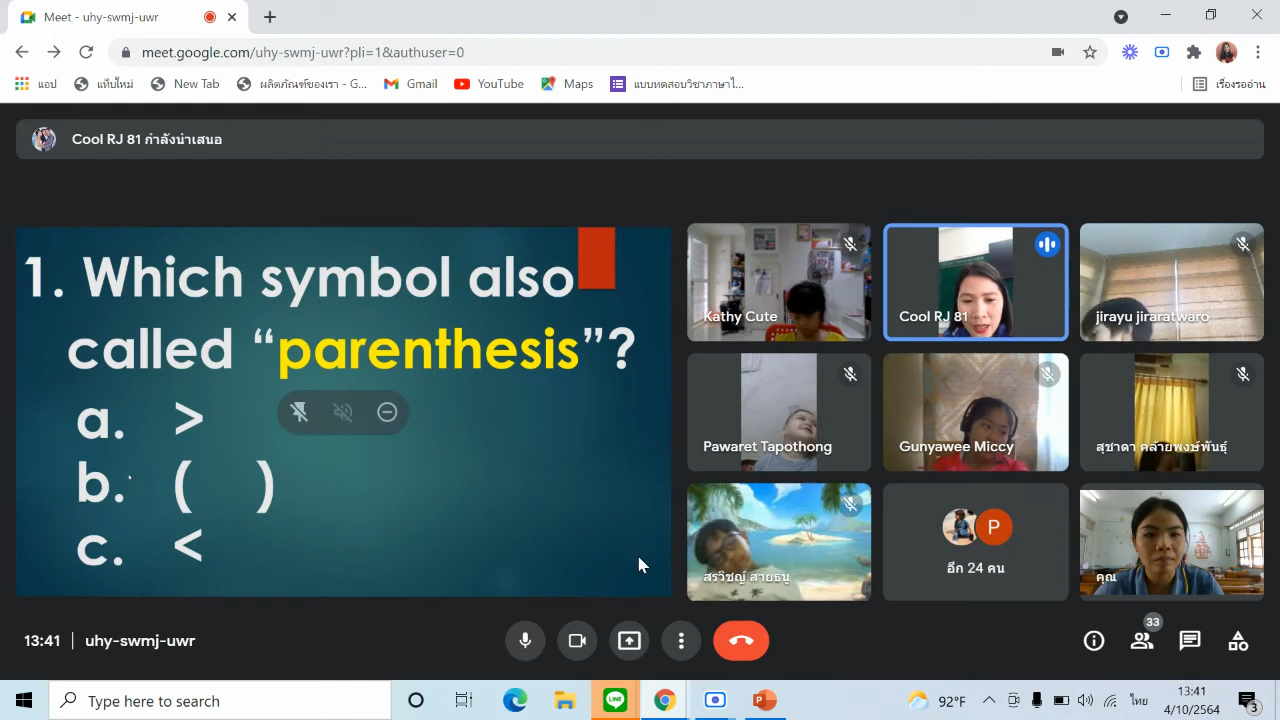 Meet - uhy-swmj-uwr
meet.google.com/uhy-swmj-uwr?pli=1&authuser=0
แอป
แท็บใหม่
New Tab
ผลิตภัณฑ์ของเรา - G...
Gmail
YouTube
Maps
แบบทดสอบวิชาภาษาไ...
เรื่องรออ่าน
Cool RJ 81 กำลังนำเสนอ
1. Which symbol also
called “parenthesis”?
a. >
b. ( )
c. <
Kathy Cute
Cool RJ 81
jirayu jiraratwaro
Pawaret Tapothong
Gunyawee Miccy
สุชาดา คล้ายพงษ์พันธุ์
สรวิชญ์ สายธนู
P
อีก 24 คน
คุณ
13:41 | uhy-swmj-uwr
33
Type here to search
LINE
92°F
ไทย
13:41
4/10/2564
3